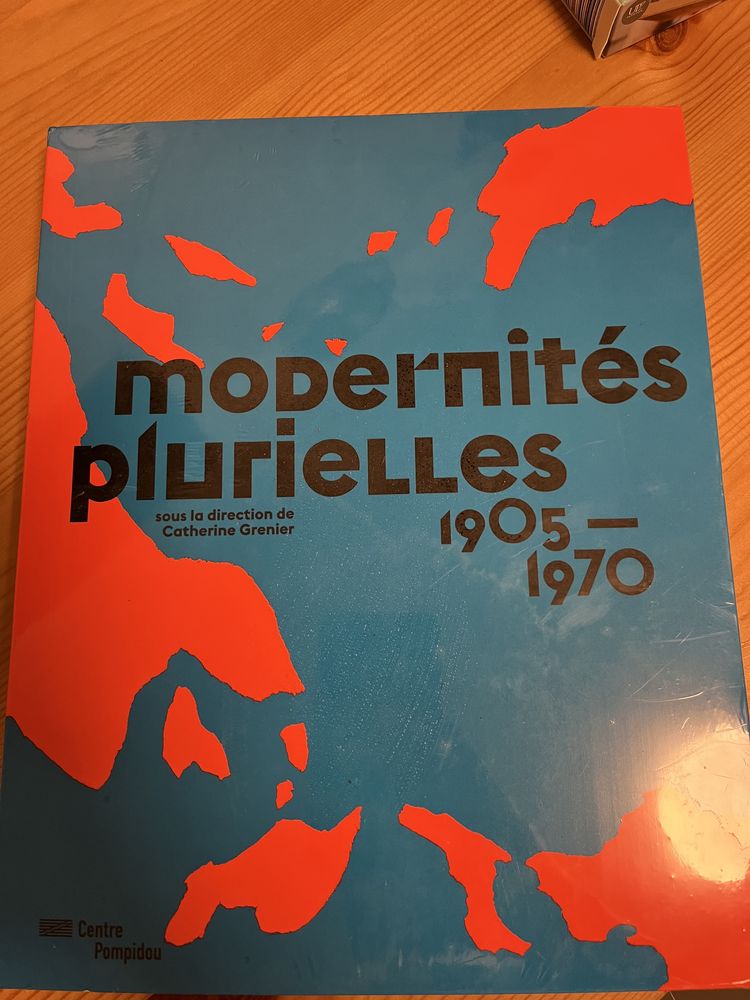 moDernités
plurieLLes
sous la direction de
Catherine Grenier
1905 —
1970
Centre
Pompidou